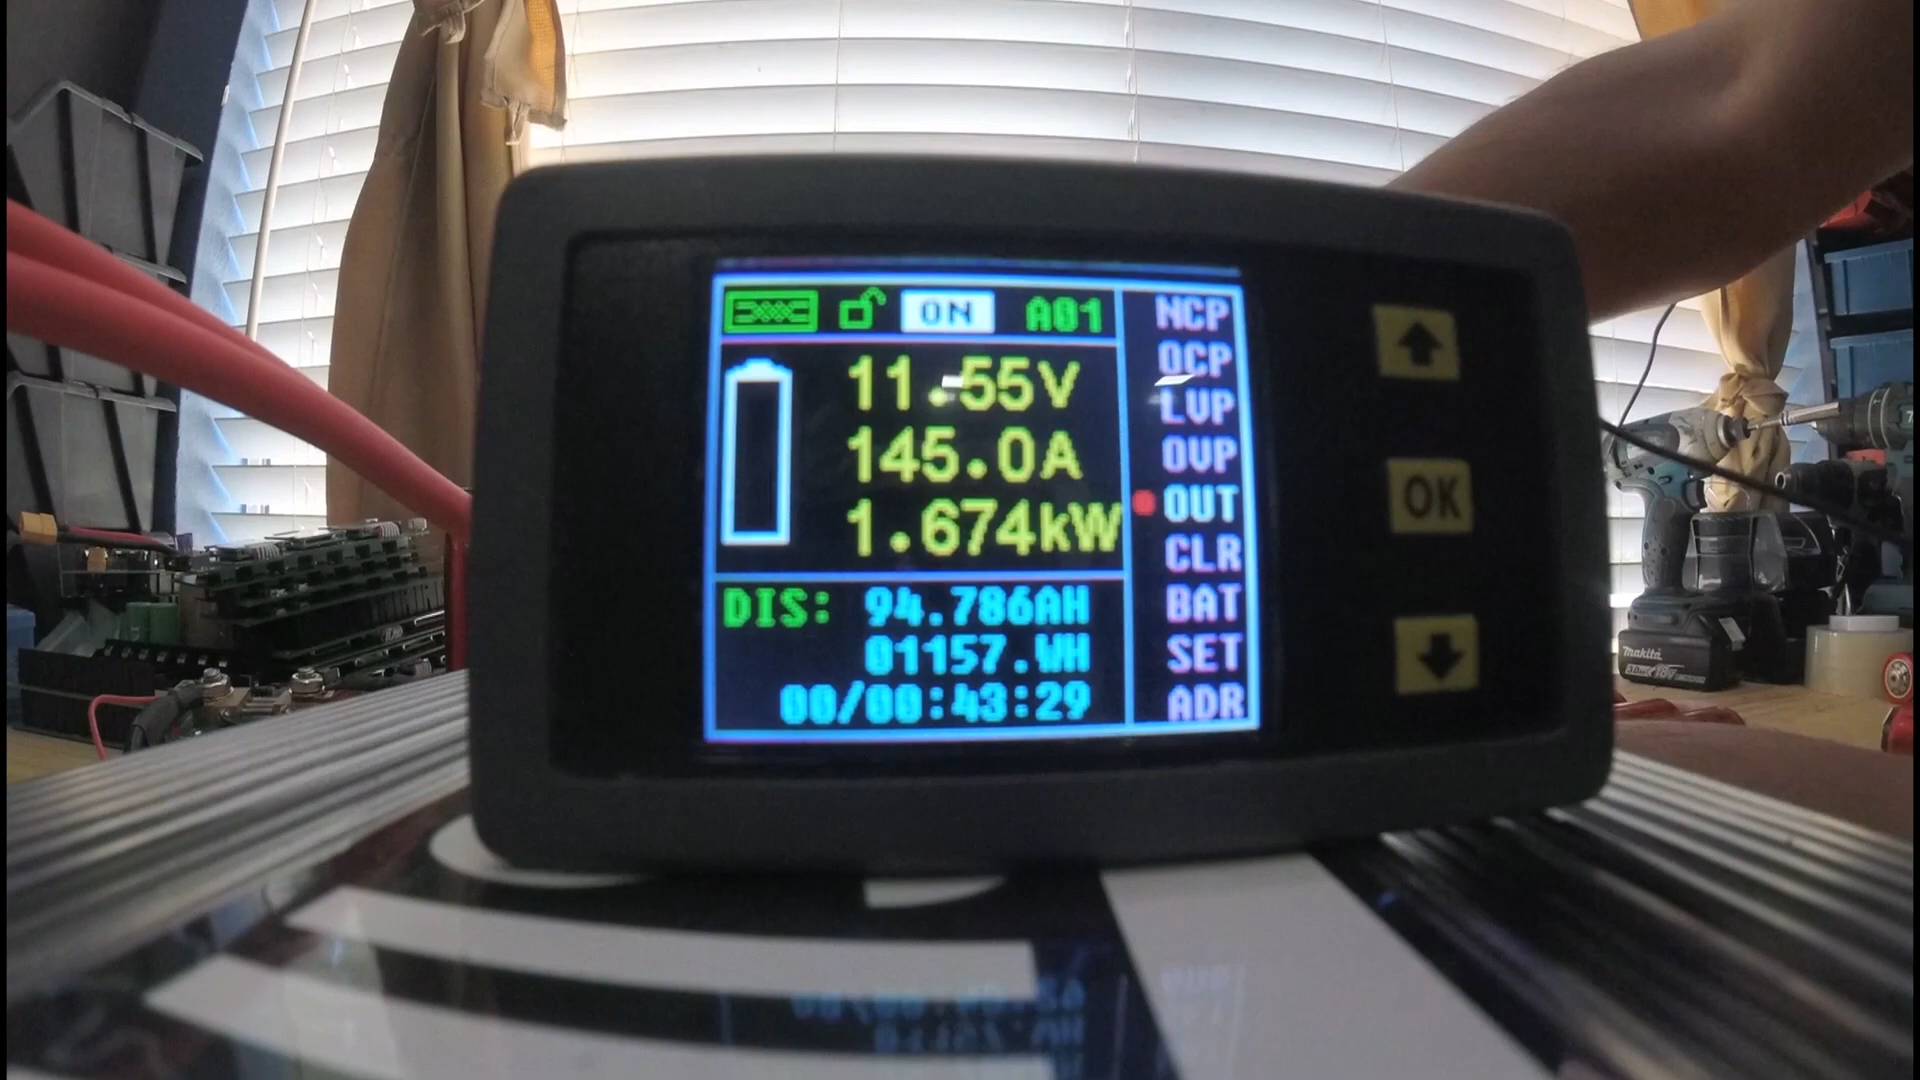 ON A01
11.55V
145.0A
1.674kW
DIS: 94.786AH
01157.WH
00/00:43:29
NCP
OCP
LVP
OVP
OUT
CLR
BAT
SET
ADR
OK
makita